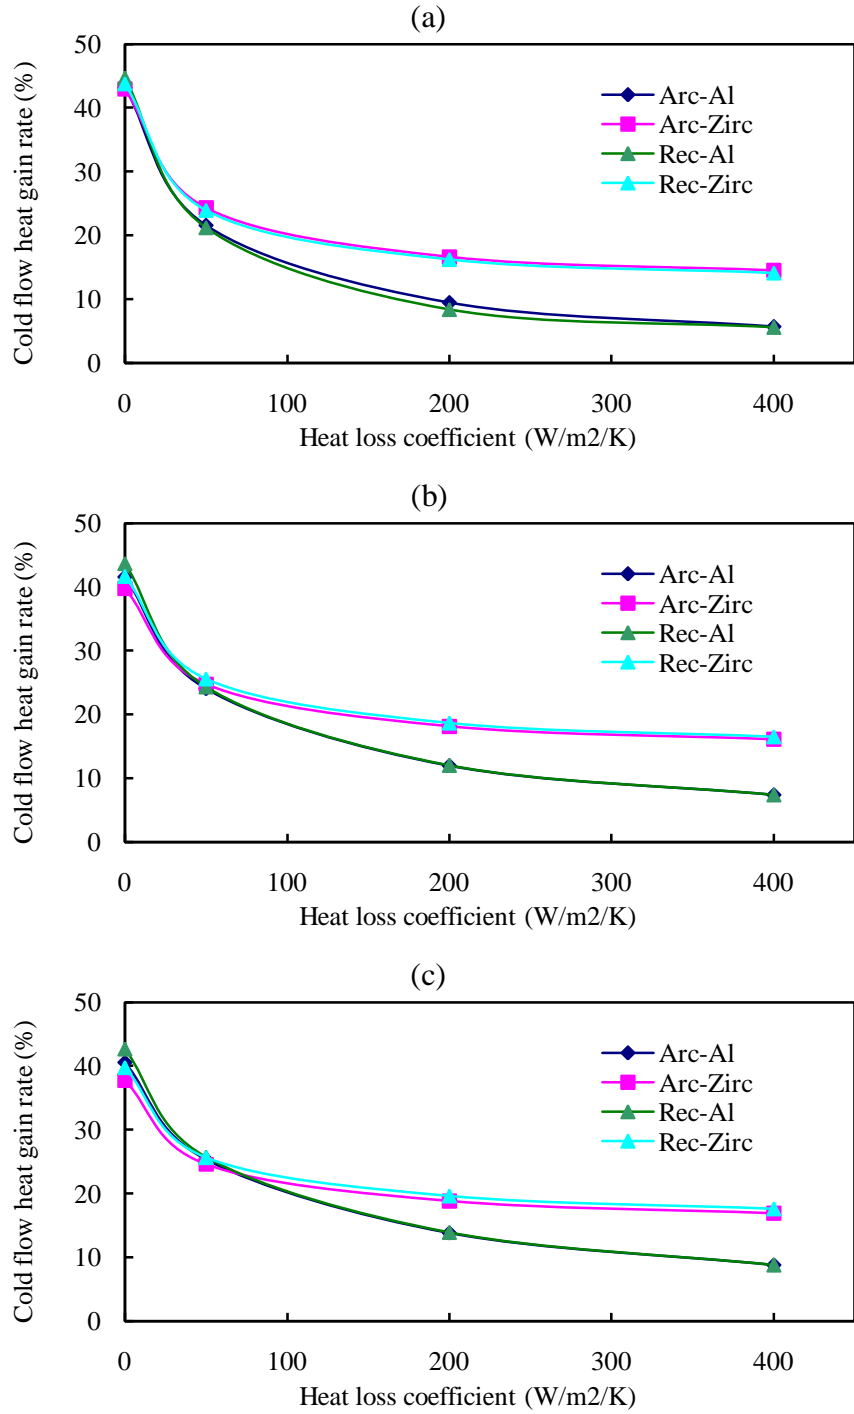 (a)
50
40
30
20
10
0
Cold flow heat gain rate (%)
Arc-Al
Arc-Zirc
Rec-Al
Rec-Zirc
0 100 200 300 400
Heat loss coefficient (W/m2/K)
(b)
50
40
30
20
10
0
Cold flow heat gain rate (%)
Arc-Al
Arc-Zirc
Rec-Al
Rec-Zirc
0 100 200 300 400
Heat loss coefficient (W/m2/K)
(c)
50
40
30
20
10
0
Cold flow heat gain rate (%)
Arc-Al
Arc-Zirc
Rec-Al
Rec-Zirc
0 100 200 300 400
Heat loss coefficient (W/m2/K)